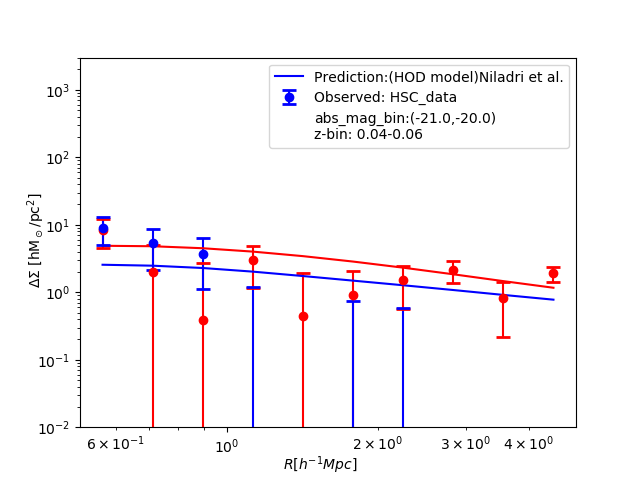 Prediction:(HOD model)Niladri et al.
Observed: HSC_data
abs_mag_bin:(-21.0,-20.0)
z-bin: 0.04-0.06
ΔΣ [hM⊙/pc²]
10³
10²
10¹
10⁰
10⁻¹
10⁻²
6 × 10⁻¹ 10⁰ 2 × 10⁰ 3 × 10⁰ 4 × 10⁰
R[h⁻¹Mpc]